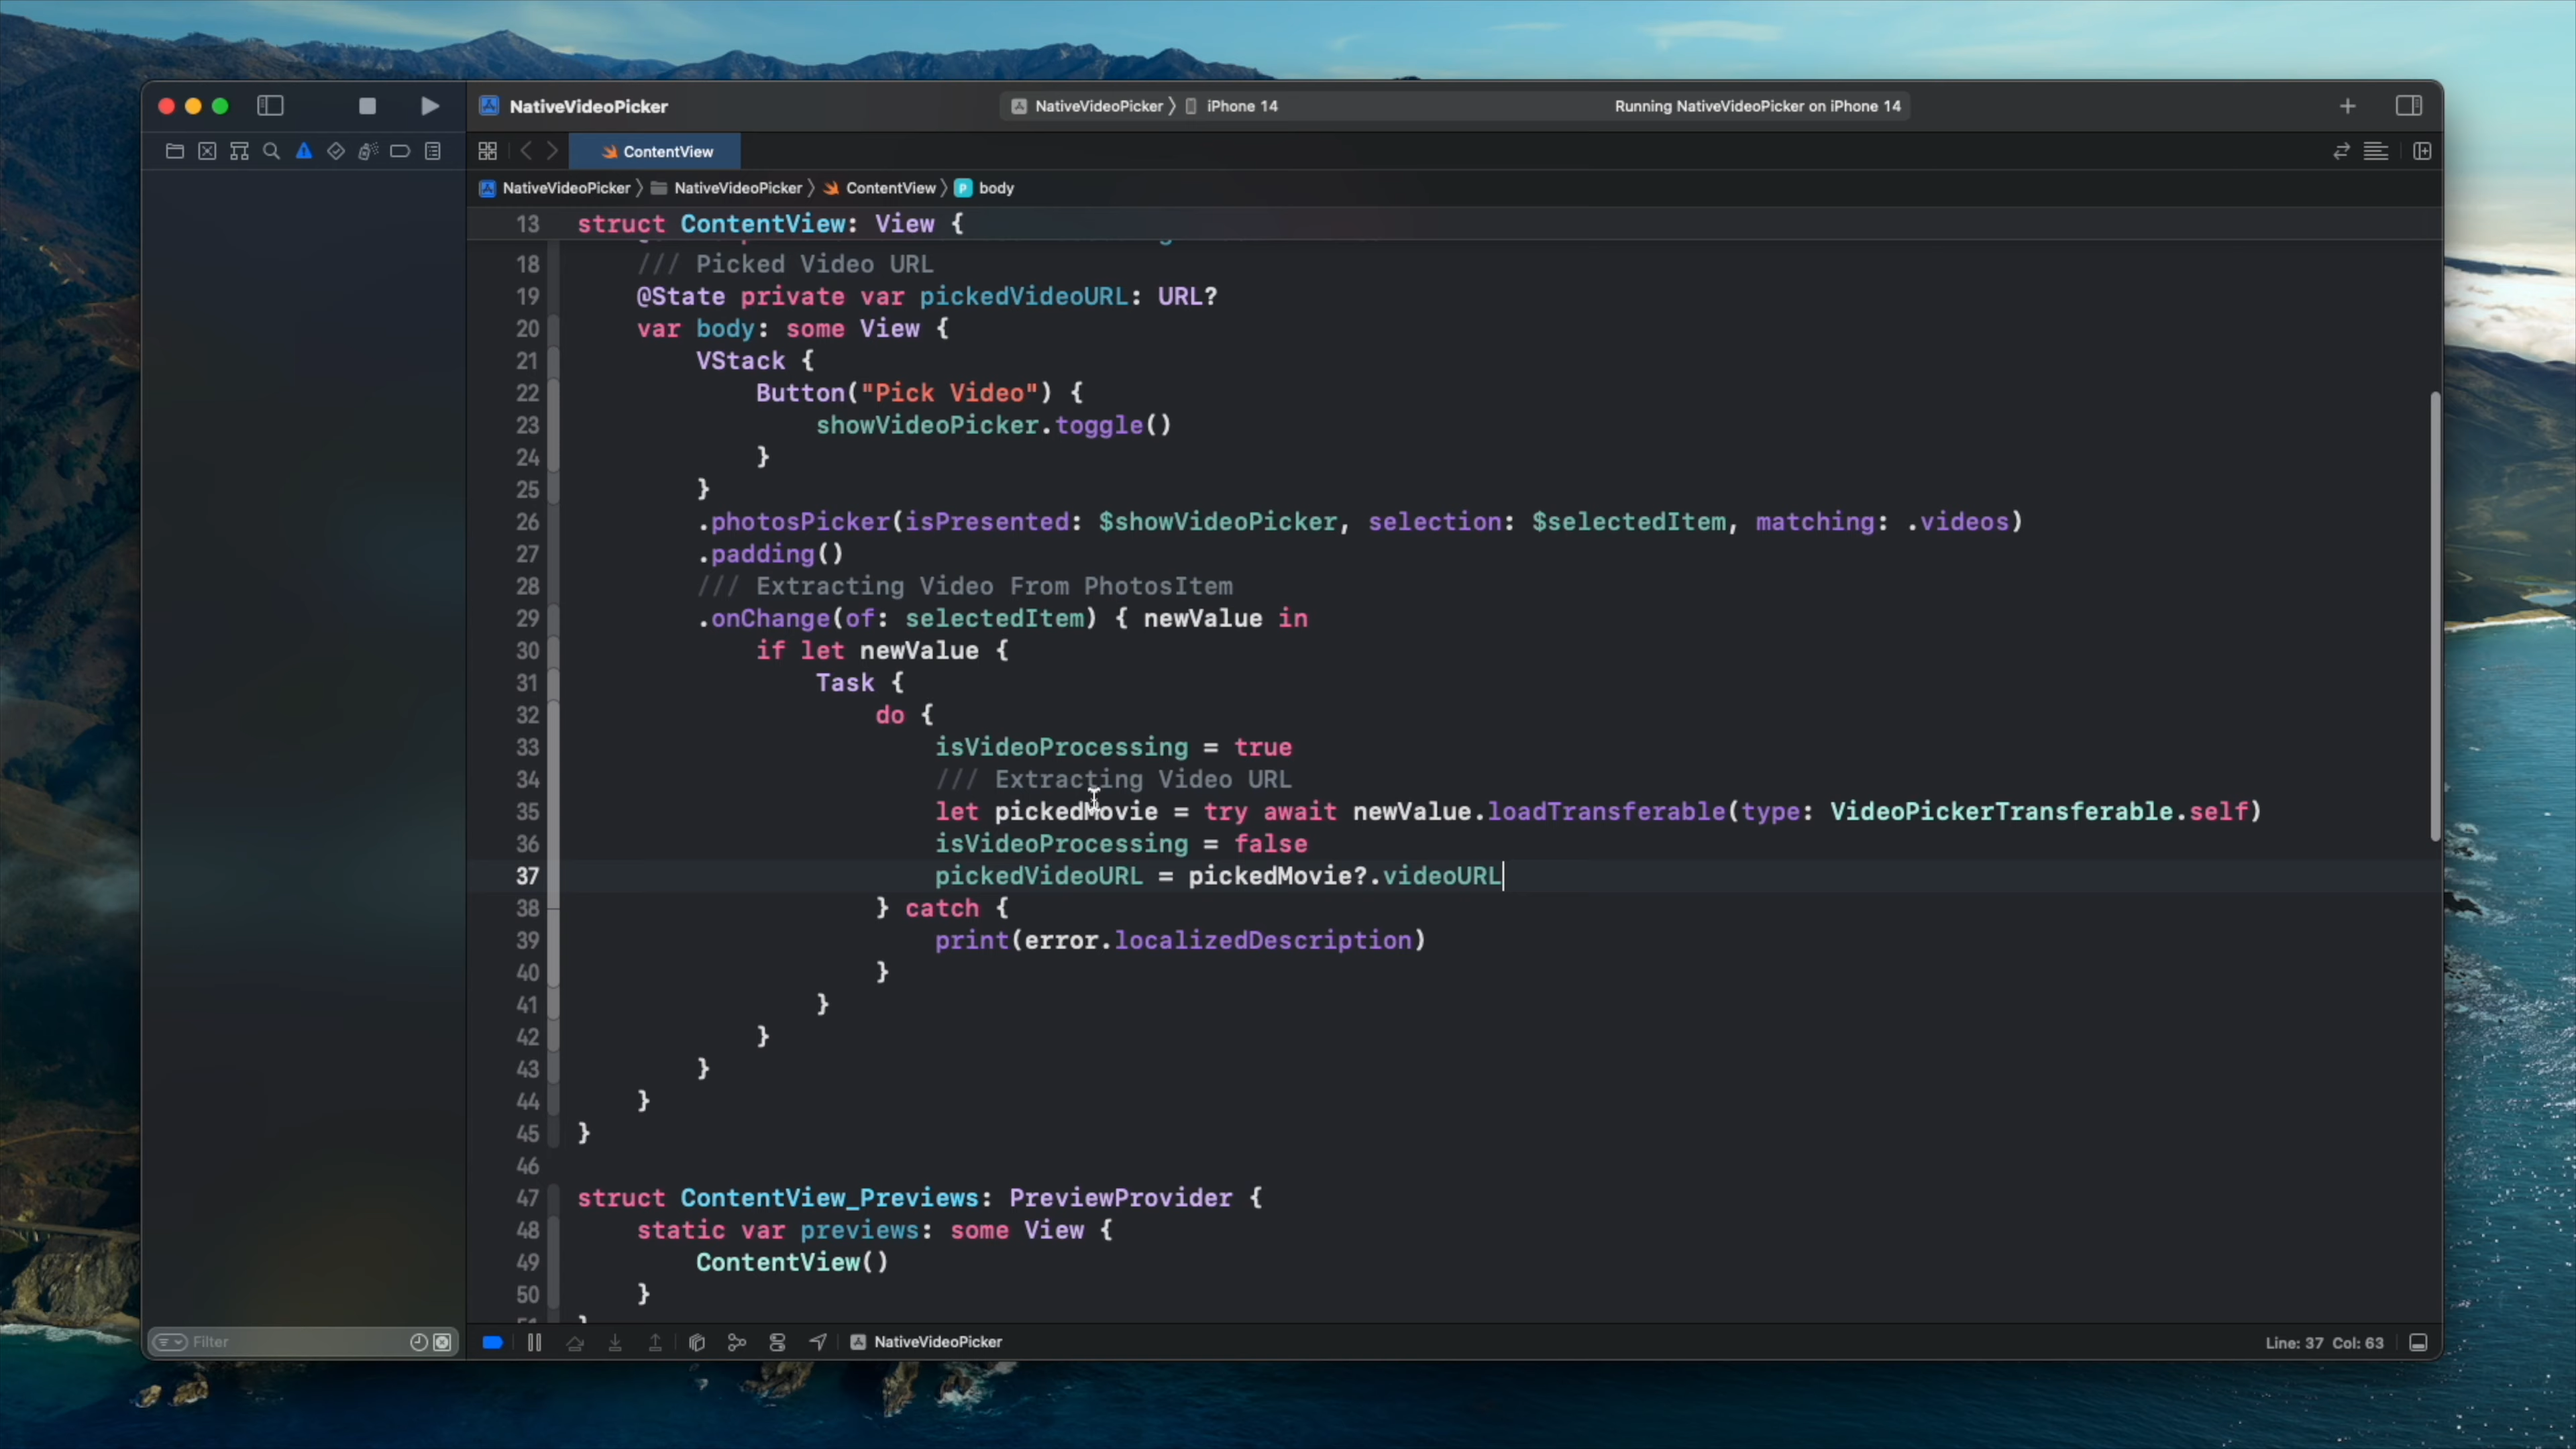 NativeVideoPicker
NativeVideoPicker 〉 iPhone 14
Running NativeVideoPicker on iPhone 14
ContentView
NativeVideoPicker 〉 NativeVideoPicker 〉 ContentView 〉 P body
13 struct ContentView: View {
18 /// Picked Video URL
19 @State private var pickedVideoURL: URL?
20 var body: some View {
21 VStack {
22 Button("Pick Video") {
23 showVideoPicker.toggle()
24 }
25 }
26 .photosPicker(isPresented: $showVideoPicker, selection: $selectedItem, matching: .videos)
27 .padding()
28 /// Extracting Video From PhotosItem
29 .onChange(of: selectedItem) { newValue in
30 if let newValue {
31 Task {
32 do {
33 isVideoProcessing = true
34 /// Extracting Video URL
35 let pickedMovie = try await newValue.loadTransferable(type: VideoPickerTransferable.self)
36 isVideoProcessing = false
37 pickedVideoURL = pickedMovie?.videoURL
38 } catch {
39 print(error.localizedDescription)
40 }
41 }
42 }
43 }
44 }
45 }
46
47 struct ContentView_Previews: PreviewProvider {
48 static var previews: some View {
49 ContentView()
50 }
Filter
NativeVideoPicker
Line: 37 Col: 63